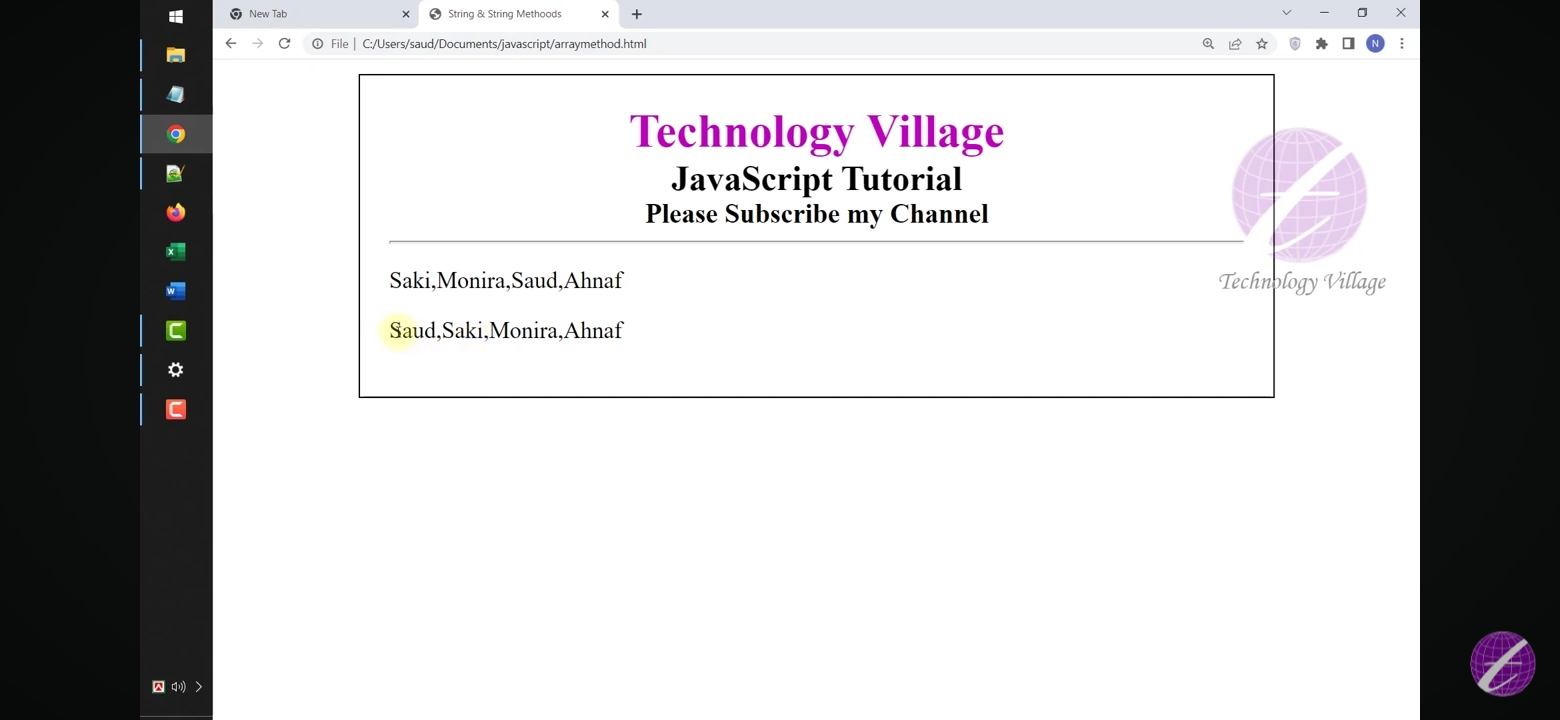 New Tab
String & String Methoods
File
C:/Users/saud/Documents/javascript/arraymethod.html
N
Technology Village
JavaScript Tutorial
Please Subscribe my Channel
Saki,Monira,Saud,Ahnaf
Technology Village
Saud,Saki,Monira,Ahnaf